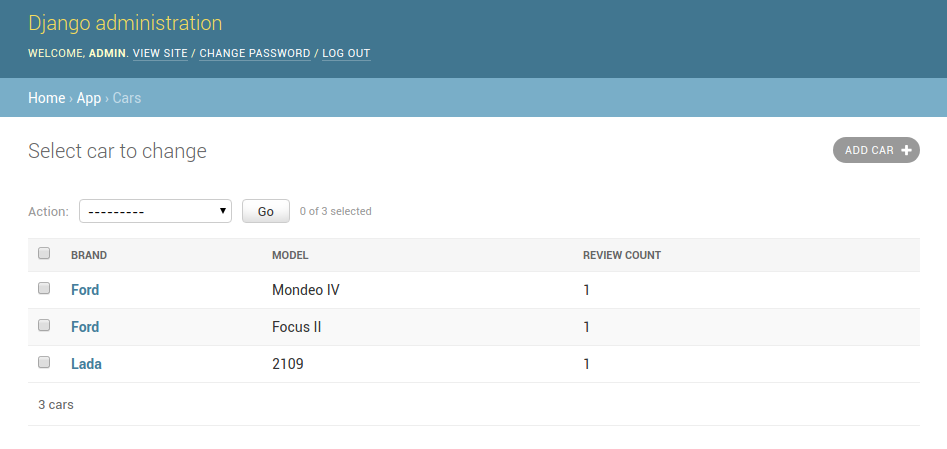 Django administration
WELCOME, ADMIN. VIEW SITE / CHANGE PASSWORD / LOG OUT
Home › App › Cars
Select car to change
ADD CAR +
Action: --------- Go 0 of 3 selected
BRAND MODEL REVIEW COUNT
Ford Mondeo IV 1
Ford Focus II 1
Lada 2109 1
3 cars